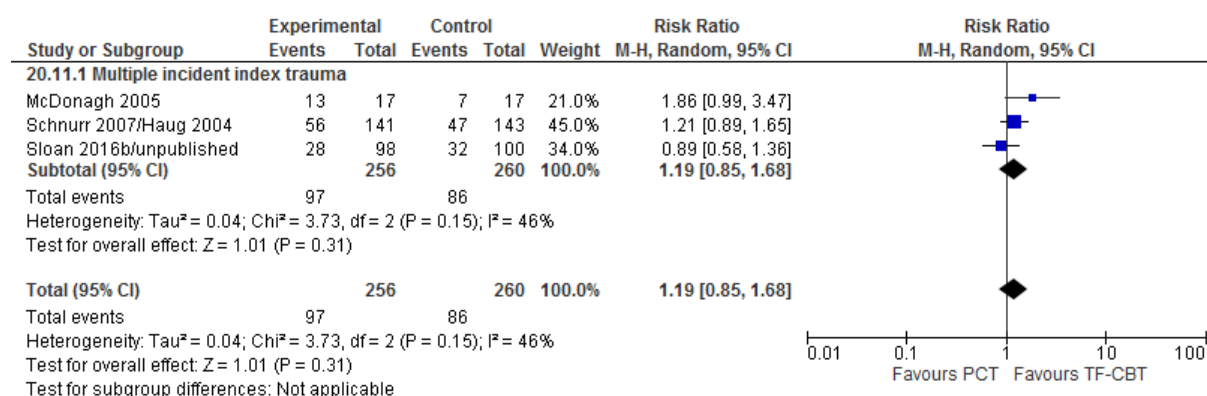 Experimental Control Risk Ratio Risk Ratio
Study or Subgroup Events Total Events Total Weight M-H, Random, 95% CI M-H, Random, 95% CI
20.11.1 Multiple incident index trauma
McDonagh 2005 13 17 7 17 21.0% 1.86 [0.99, 3.47]
Schnurr 2007/Haug 2004 56 141 47 143 45.0% 1.21 [0.89, 1.65]
Sloan 2016b/unpublished 28 98 32 100 34.0% 0.89 [0.58, 1.36]
Subtotal (95% CI) 256 260 100.0% 1.19 [0.85, 1.68]
Total events 97 86
Heterogeneity: Tau² = 0.04; Chi² = 3.73, df = 2 (P = 0.15); I² = 46%
Test for overall effect: Z = 1.01 (P = 0.31)
Total (95% CI) 256 260 100.0% 1.19 [0.85, 1.68]
Total events 97 86
Heterogeneity: Tau² = 0.04; Chi² = 3.73, df = 2 (P = 0.15); I² = 46%
Test for overall effect: Z = 1.01 (P = 0.31)
Test for subgroup differences: Not applicable
0.01 0.1 1 10 100
Favours PCT Favours TF-CBT